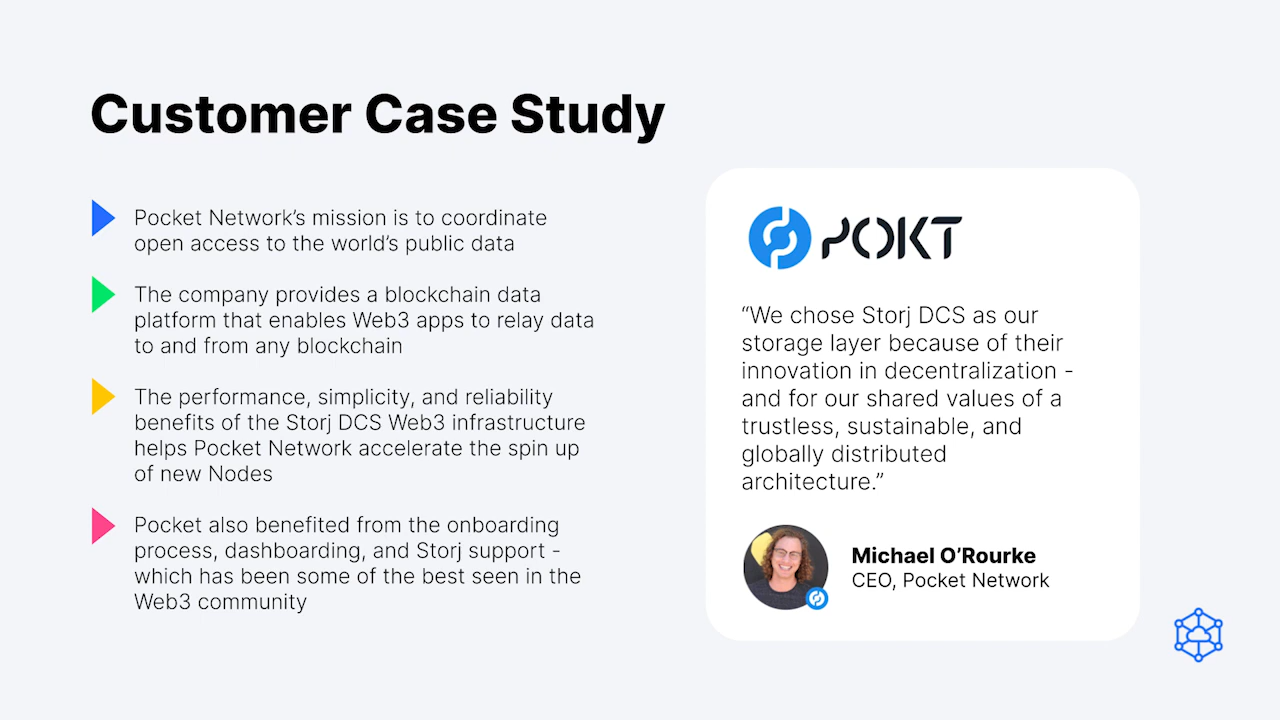 Customer Case Study
Pocket Network’s mission is to coordinate
open access to the world’s public data
The company provides a blockchain data
platform that enables Web3 apps to relay data
to and from any blockchain
The performance, simplicity, and reliability
benefits of the Storj DCS Web3 infrastructure
helps Pocket Network accelerate the spin up
of new Nodes
Pocket also benefited from the onboarding
process, dashboarding, and Storj support -
which has been some of the best seen in the
Web3 community
POKT
“We chose Storj DCS as our
storage layer because of their
innovation in decentralization -
and for our shared values of a
trustless, sustainable, and
globally distributed
architecture.”
Michael O’Rourke
CEO, Pocket Network